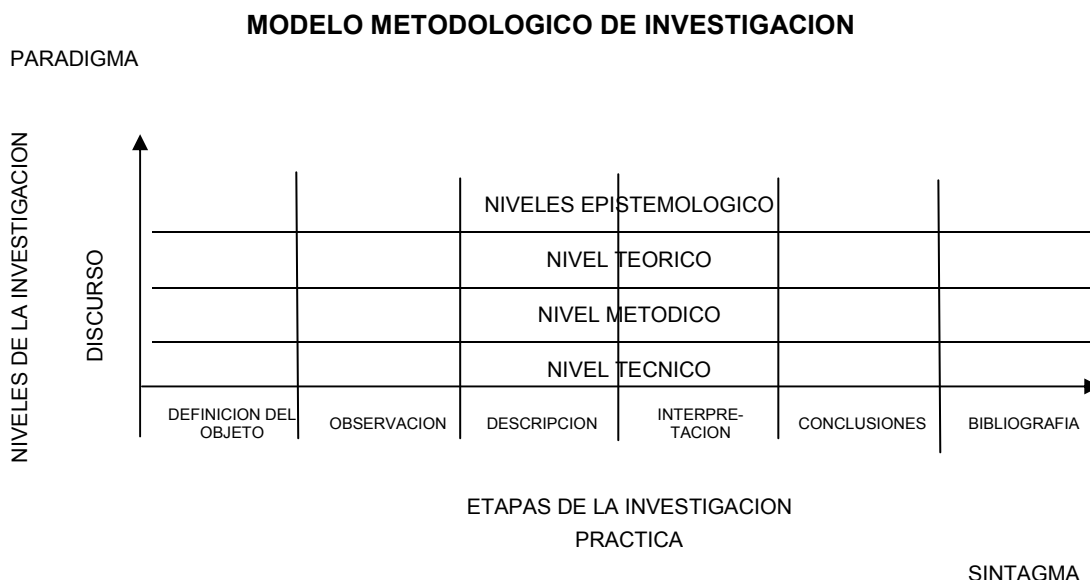 MODELO METODOLOGICO DE INVESTIGACION
PARADIGMA
NIVELES DE LA INVESTIGACION
DISCURSO
NIVELES EPISTEMOLOGICO
NIVEL TEORICO
NIVEL METODICO
NIVEL TECNICO
DEFINICION DEL
OBJETO
OBSERVACION
DESCRIPCION
INTERPRE-
TACION
CONCLUSIONES
BIBLIOGRAFIA
ETAPAS DE LA INVESTIGACION
PRACTICA
SINTAGMA